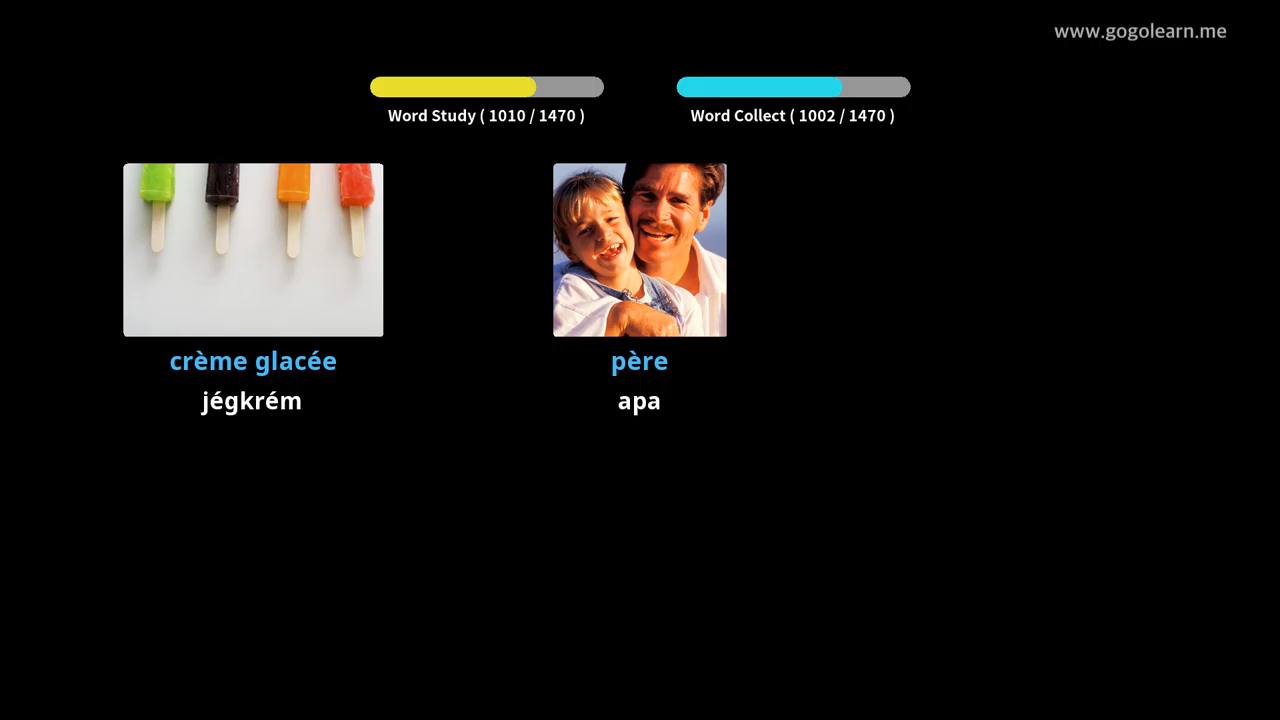 www.gogolearn.me
Word Study ( 1010 / 1470 )
Word Collect ( 1002 / 1470 )
crème glacée
jégkrém
père
apa